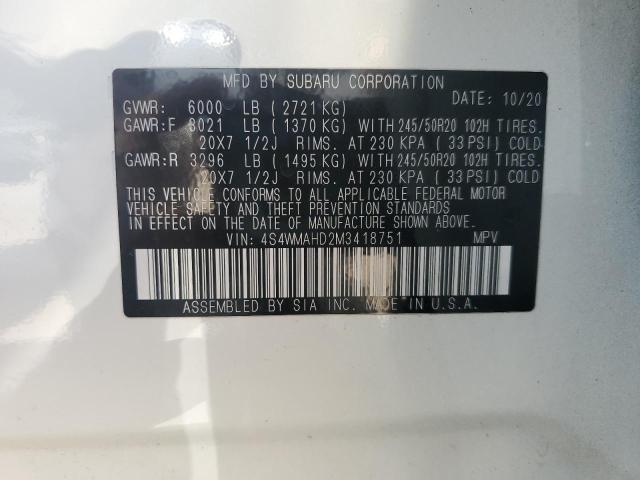 MFD BY SUBARU CORPORATION
DATE: 10/20
GVWR: 6000 LB (2721 KG)
GAWR:F 3021 LB (1370 KG) WITH 245/50R20 102H TIRES.
20X7 1/2J RIMS. AT 230 KPA (33 PSI) COLD
GAWR:R 3296 LB (1495 KG) WITH 245/50R20 102H TIRES.
20X7 1/2J RIMS. AT 230 KPA (33 PSI) COLD
THIS VEHICLE CONFORMS TO ALL APPLICABLE FEDERAL MOTOR
VEHICLE SAFETY AND THEFT PREVENTION STANDARDS
IN EFFECT ON THE DATE OF MANUFACTURE SHOWN ABOVE.
VIN: 4S4WMAHD2M3418751 MPV
ASSEMBLED BY SIA INC. MADE IN U.S.A.